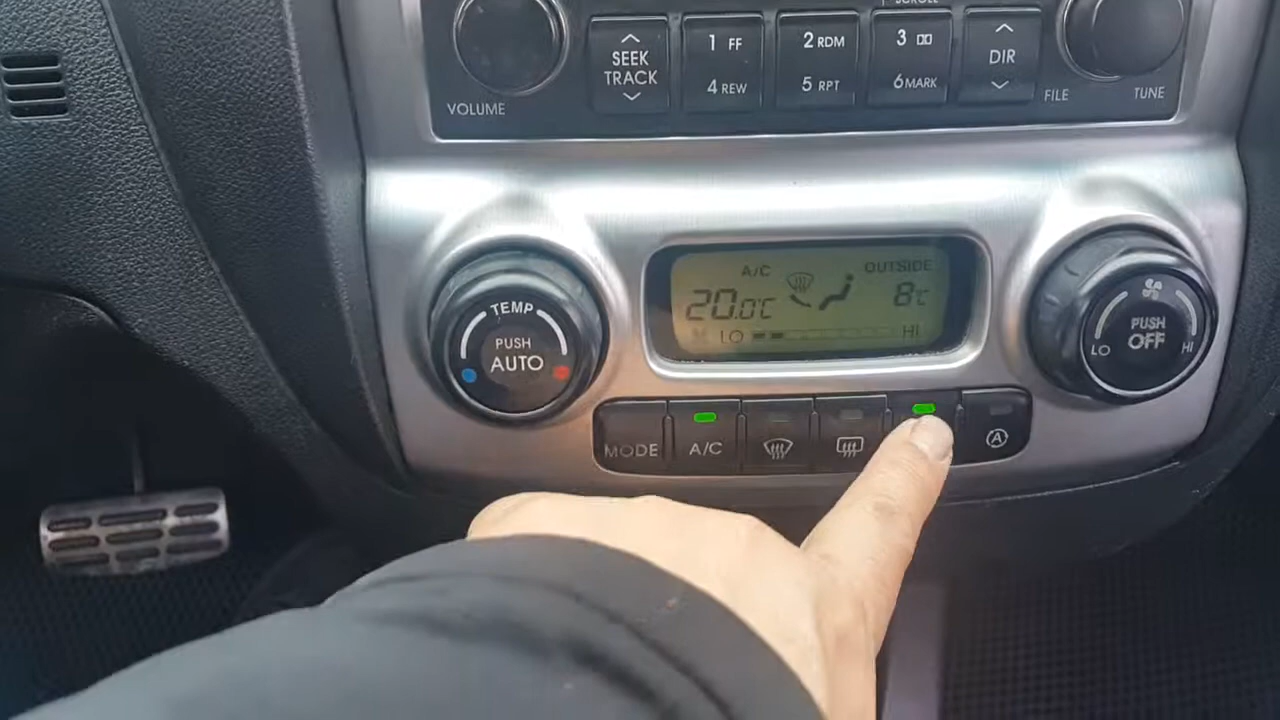 SCROLL
SEEK
TRACK
1 FF
4 REW
2 RDM
5 RPT
3
6 MARK
DIR
VOLUME
FILE
TUNE
TEMP
PUSH
AUTO
A/C
OUTSIDE
20.0°C
8°C
LO
HI
PUSH
OFF
LO
HI
MODE
A/C
A